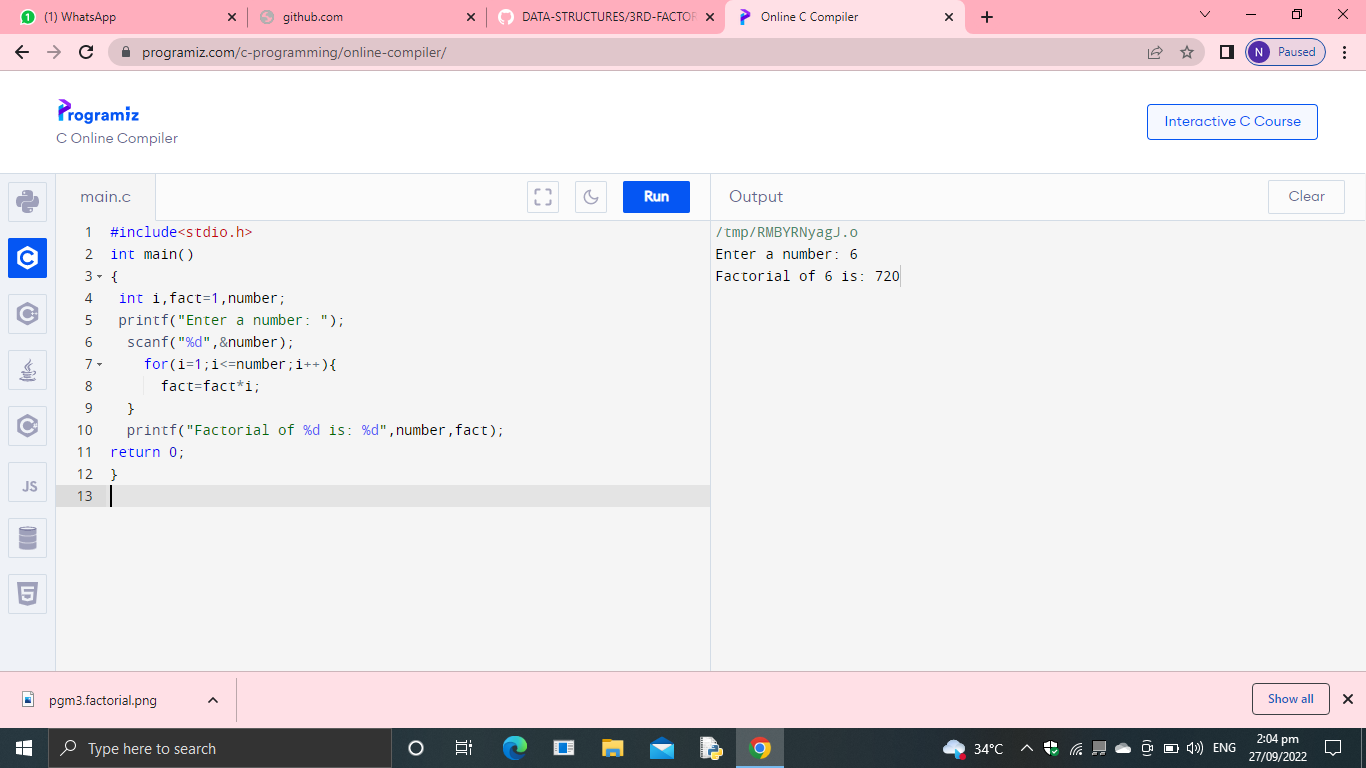 (1) WhatsApp
github.com
DATA-STRUCTURES/3RD-FACTOF
Online C Compiler
programiz.com/c-programming/online-compiler/
N Paused
Programiz
C Online Compiler
Interactive C Course
main.c
Run
Output
Clear
1 #include<stdio.h>
2 int main()
3 {
4 int i,fact=1,number;
5 printf("Enter a number: ");
6 scanf("%d",&number);
7 for(i=1;i<=number;i++){
8 fact=fact*i;
9 }
10 printf("Factorial of %d is: %d",number,fact);
11 return 0;
12 }
13
/tmp/RMBYRNyagJ.o
Enter a number: 6
Factorial of 6 is: 720
JS
pgm3.factorial.png
Show all
Type here to search
34°C
ENG
2:04 pm
27/09/2022